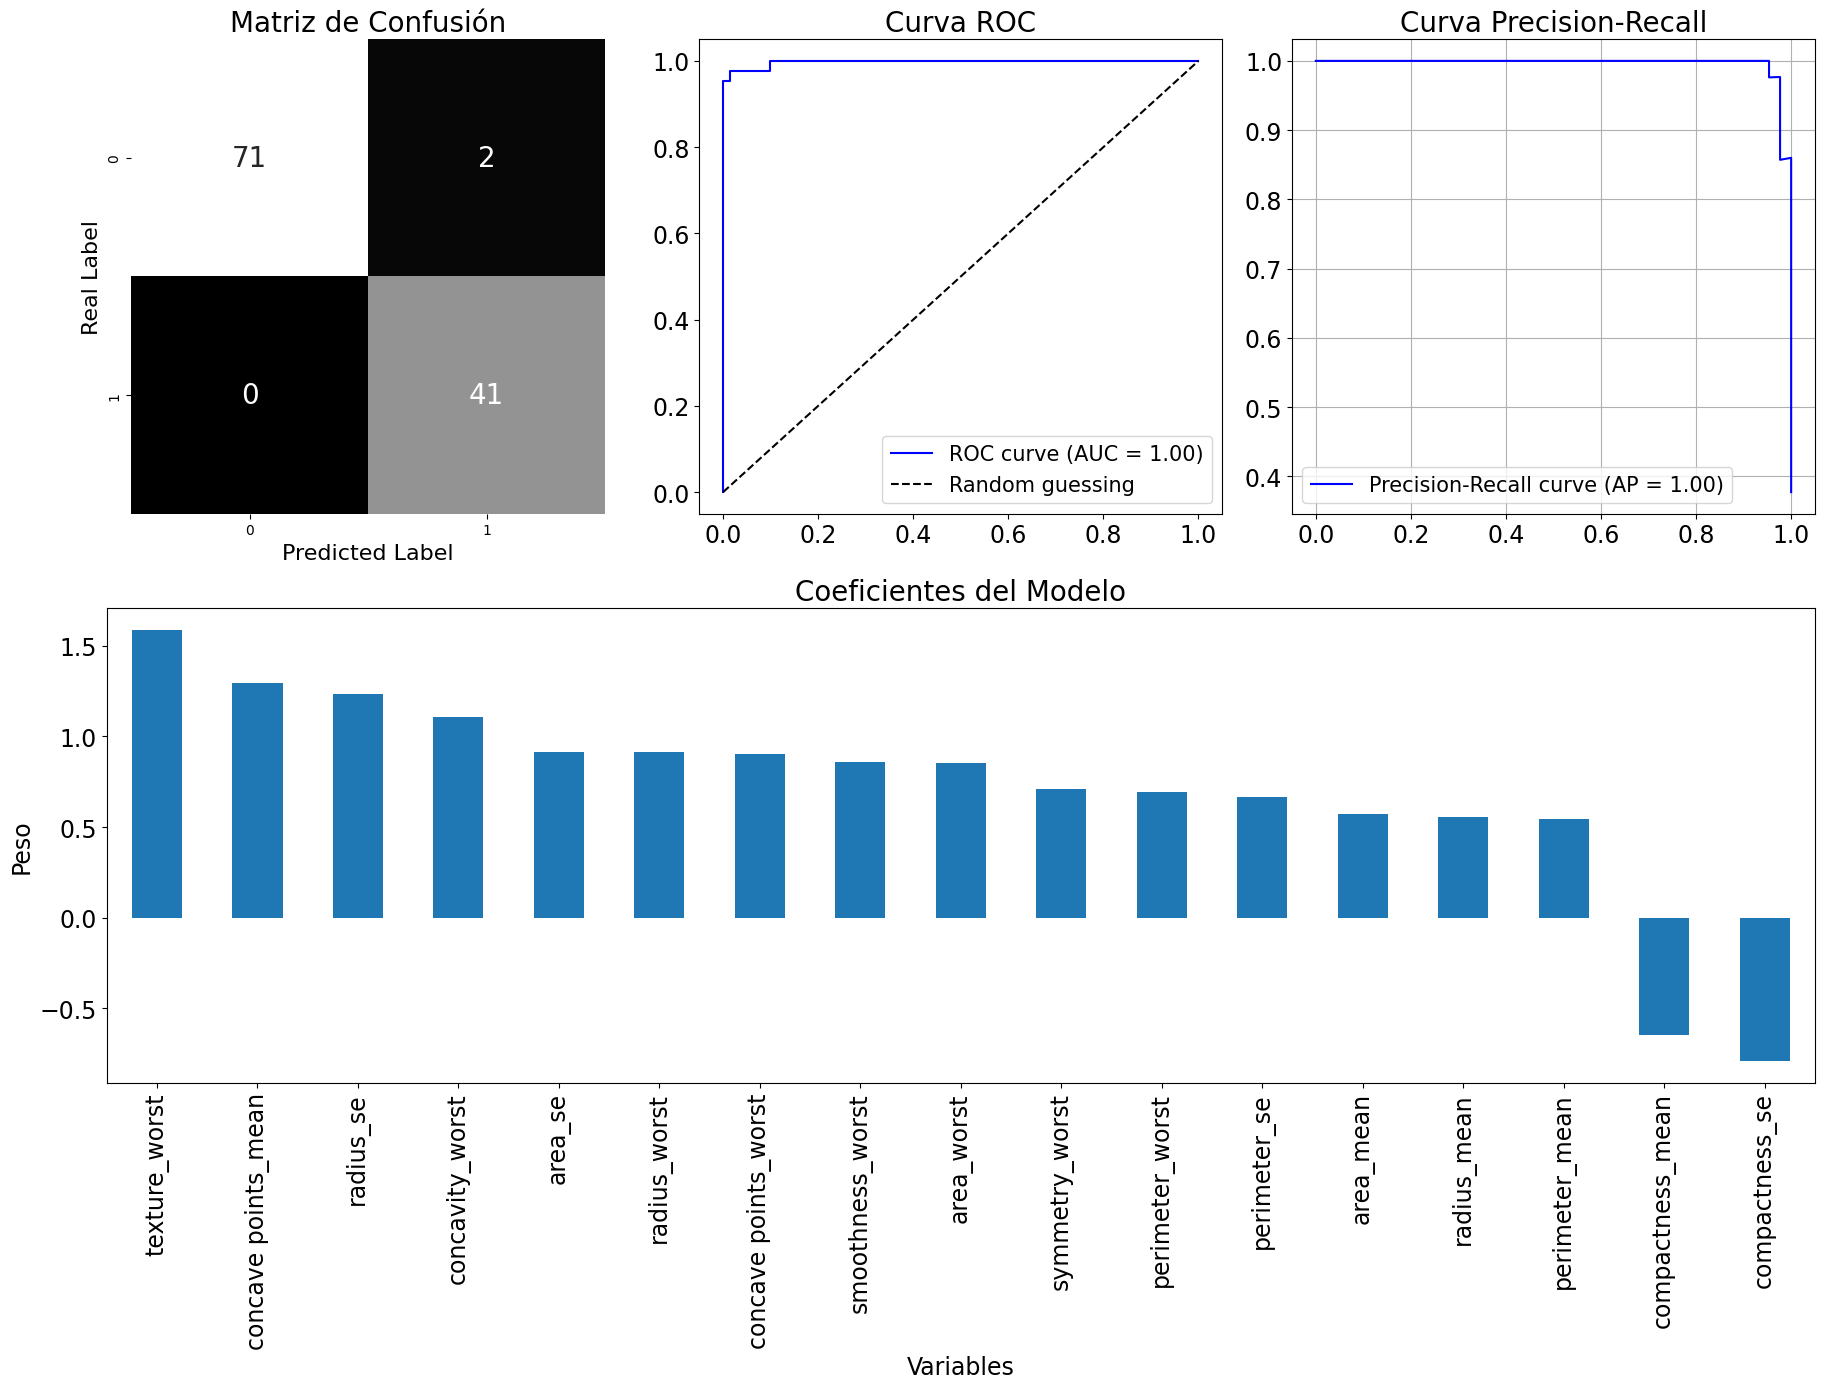 Matriz de Confusión
71
2
0
41
0
1
0
1
Real Label
Predicted Label
Curva ROC
1.0
0.8
0.6
0.4
0.2
0.0
0.0
0.2
0.4
0.6
0.8
1.0
ROC curve (AUC = 1.00)
Random guessing
Curva Precision-Recall
1.0
0.9
0.8
0.7
0.6
0.5
0.4
0.0
0.2
0.4
0.6
0.8
1.0
Precision-Recall curve (AP = 1.00)
Coeficientes del Modelo
1.5
1.0
0.5
0.0
−0.5
Peso
texture_worst
concave points_mean
radius_se
concavity_worst
area_se
radius_worst
concave points_worst
smoothness_worst
area_worst
symmetry_worst
perimeter_worst
perimeter_se
area_mean
radius_mean
perimeter_mean
compactness_mean
compactness_se
Variables